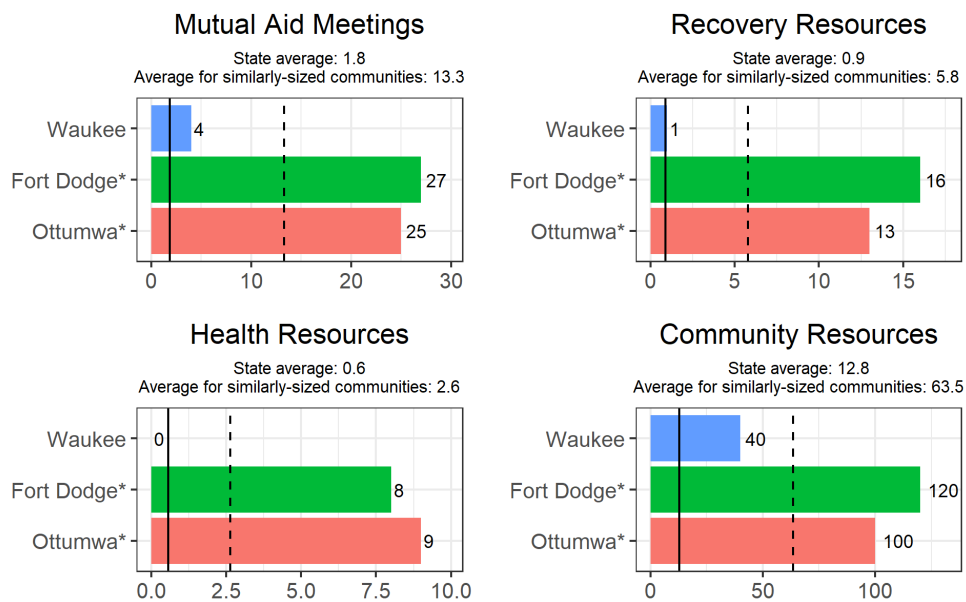 Mutual Aid Meetings
State average: 1.8
Average for similarly-sized communities: 13.3
Waukee
4
Fort Dodge*
27
Ottumwa*
25
0 10 20 30
Recovery Resources
State average: 0.9
Average for similarly-sized communities: 5.8
Waukee
1
Fort Dodge*
16
Ottumwa*
13
0 5 10 15
Health Resources
State average: 0.6
Average for similarly-sized communities: 2.6
Waukee
0
Fort Dodge*
8
Ottumwa*
9
0.0 2.5 5.0 7.5 10.0
Community Resources
State average: 12.8
Average for similarly-sized communities: 63.5
Waukee
40
Fort Dodge*
120
Ottumwa*
100
0 50 100